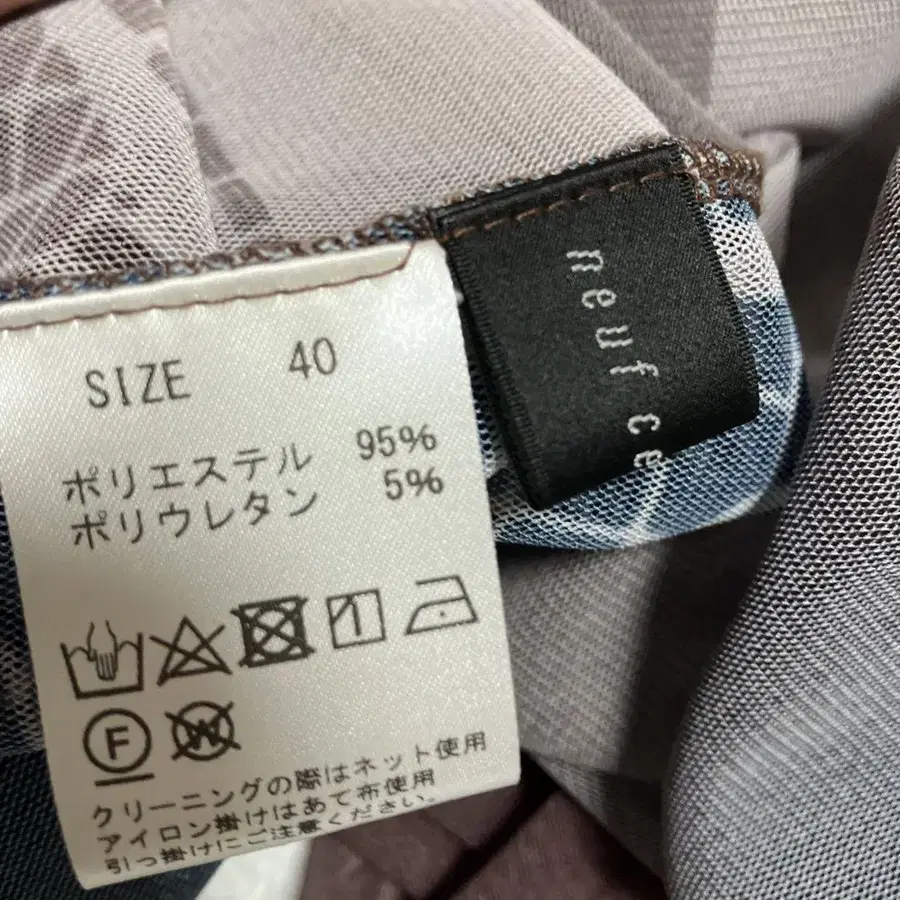 SIZE 40
ポリエステル 95%
ポリウレタン 5%
F W
クリーニングの際はネット使用
アイロン掛けはあて布使用
引っ掛けにご注意ください。
neuf ce